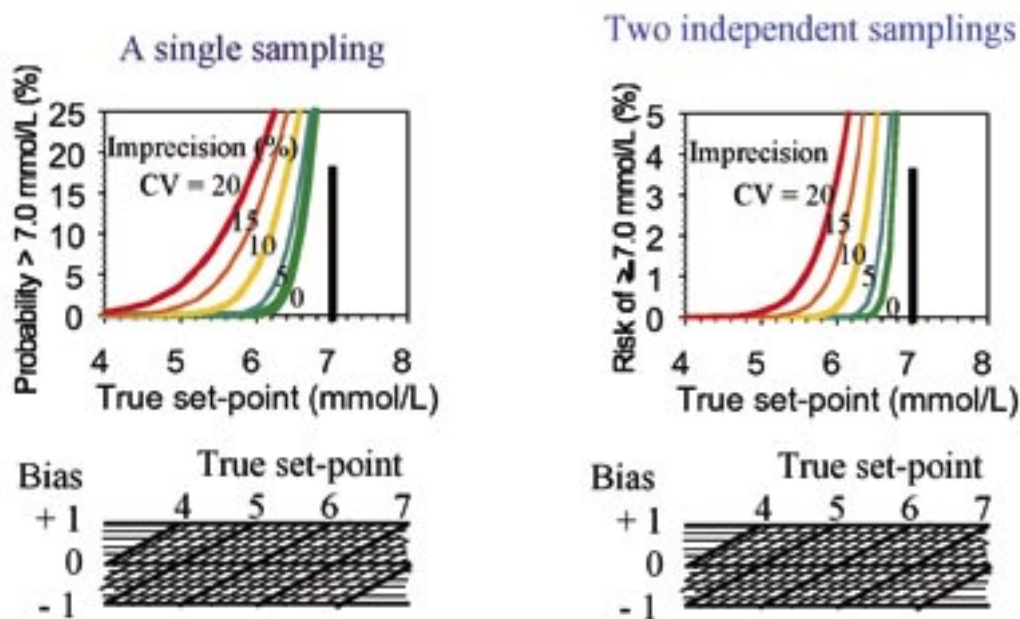 A single sampling
Probability > 7.0 mmol/L (%)
25
20
15
10
5
0
Imprecision (%)
CV = 20
15
10
5
0
4 5 6 7 8
True set-point (mmol/L)
Bias
True set-point
4 5 6 7
+ 1
0
- 1
Two independent samplings
Risk of ≥7.0 mmol/L (%)
5
4
3
2
1
0
Imprecision
CV = 20
15
10
5
0
4 5 6 7 8
True set-point (mmol/L)
Bias
True set-point
4 5 6 7
+ 1
0
- 1